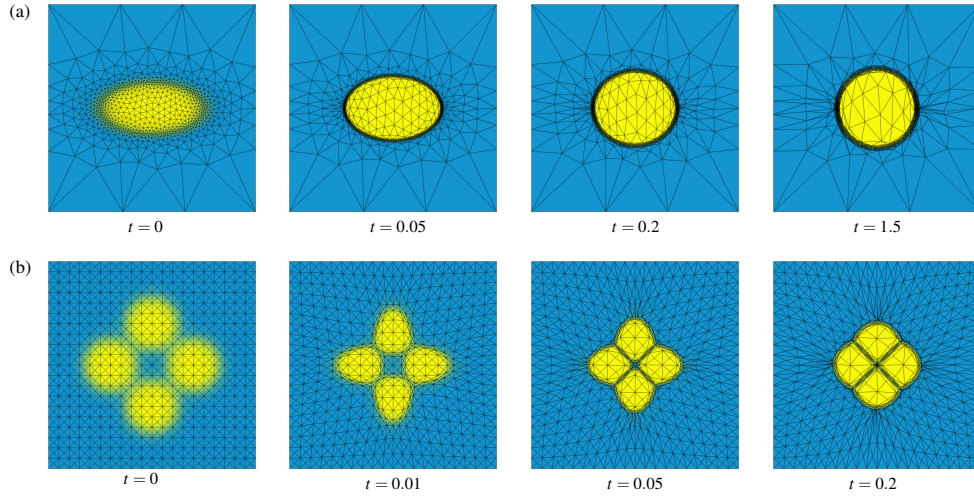 (a)
t = 0
t = 0.05
t = 0.2
t = 1.5
(b)
t = 0
t = 0.01
t = 0.05
t = 0.2